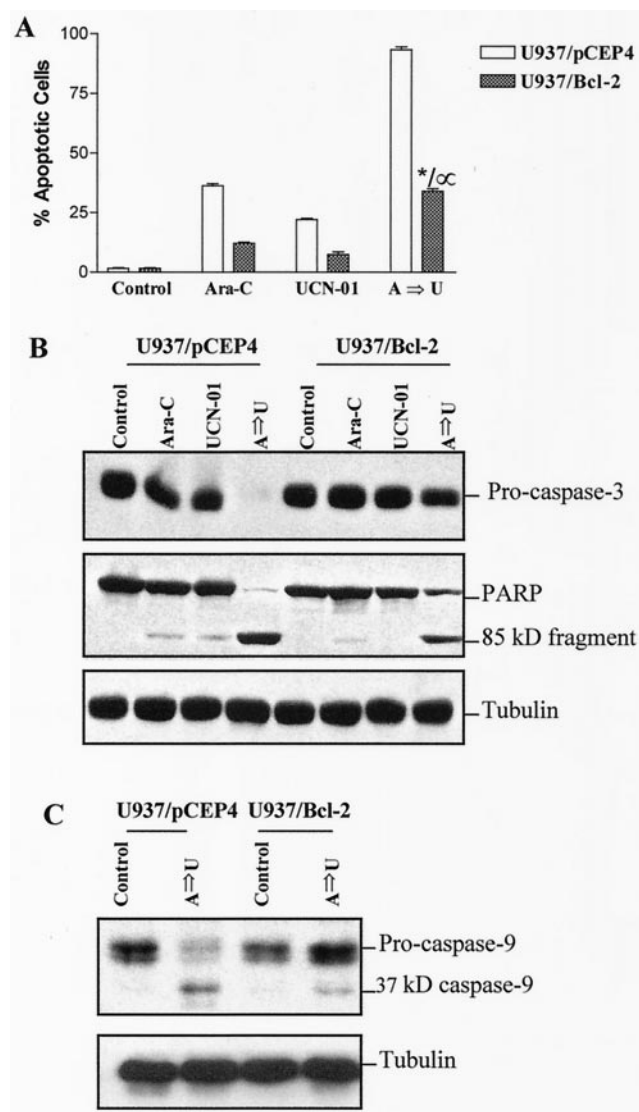 A
100
75
50
25
0
% Apoptotic Cells
Control Ara-C UCN-01 A ⇒ U
*/∝
U937/pCEP4
U937/Bcl-2
B
U937/pCEP4 U937/Bcl-2
Control Ara-C UCN-01 A⇒U Control Ara-C UCN-01 A⇒U
Pro-caspase-3
PARP
85 kD fragment
Tubulin
C
U937/pCEP4 U937/Bcl-2
Control A⇒U Control A⇒U
Pro-caspase-9
37 kD caspase-9
Tubulin